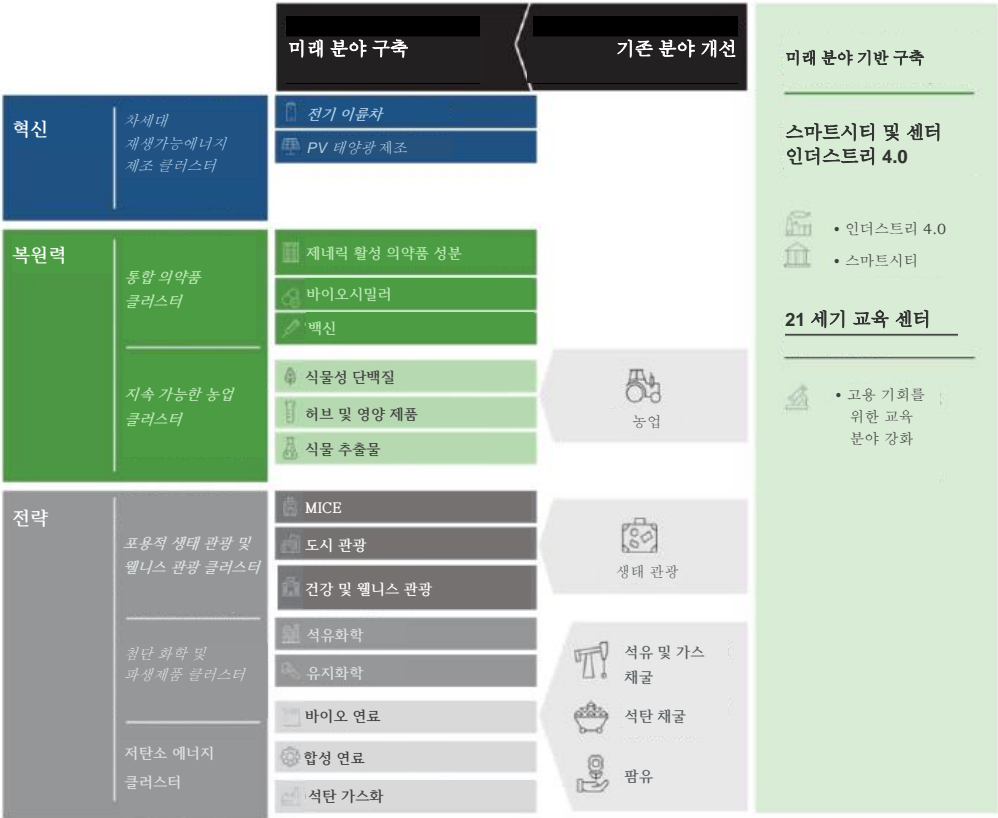 미래 분야 구축
기존 분야 개선
혁신
차세대
재생가능에너지
제조 클러스터
전기 이륜차
PV 태양광 제조
복원력
통합 의약품
클러스터
제네릭 활성 의약품 성분
바이오시밀러
백신
지속 가능한 농업
클러스터
식물성 단백질
허브 및 영양 제품
식물 추출물
농업
전략
포용적 생태 관광 및
웰니스 관광 클러스터
MICE
도시 관광
건강 및 웰니스 관광
생태 관광
첨단 화학 및
파생제품 클러스터
석유화학
유지화학
저탄소 에너지
클러스터
바이오 연료
합성 연료
석탄 가스화
석유 및 가스
채굴
석탄 채굴
팜유
미래 분야 기반 구축
스마트시티 및 센터
인더스트리 4.0
• 인더스트리 4.0
• 스마트시티
21 세기 교육 센터
• 고용 기회를
위한 교육
분야 강화